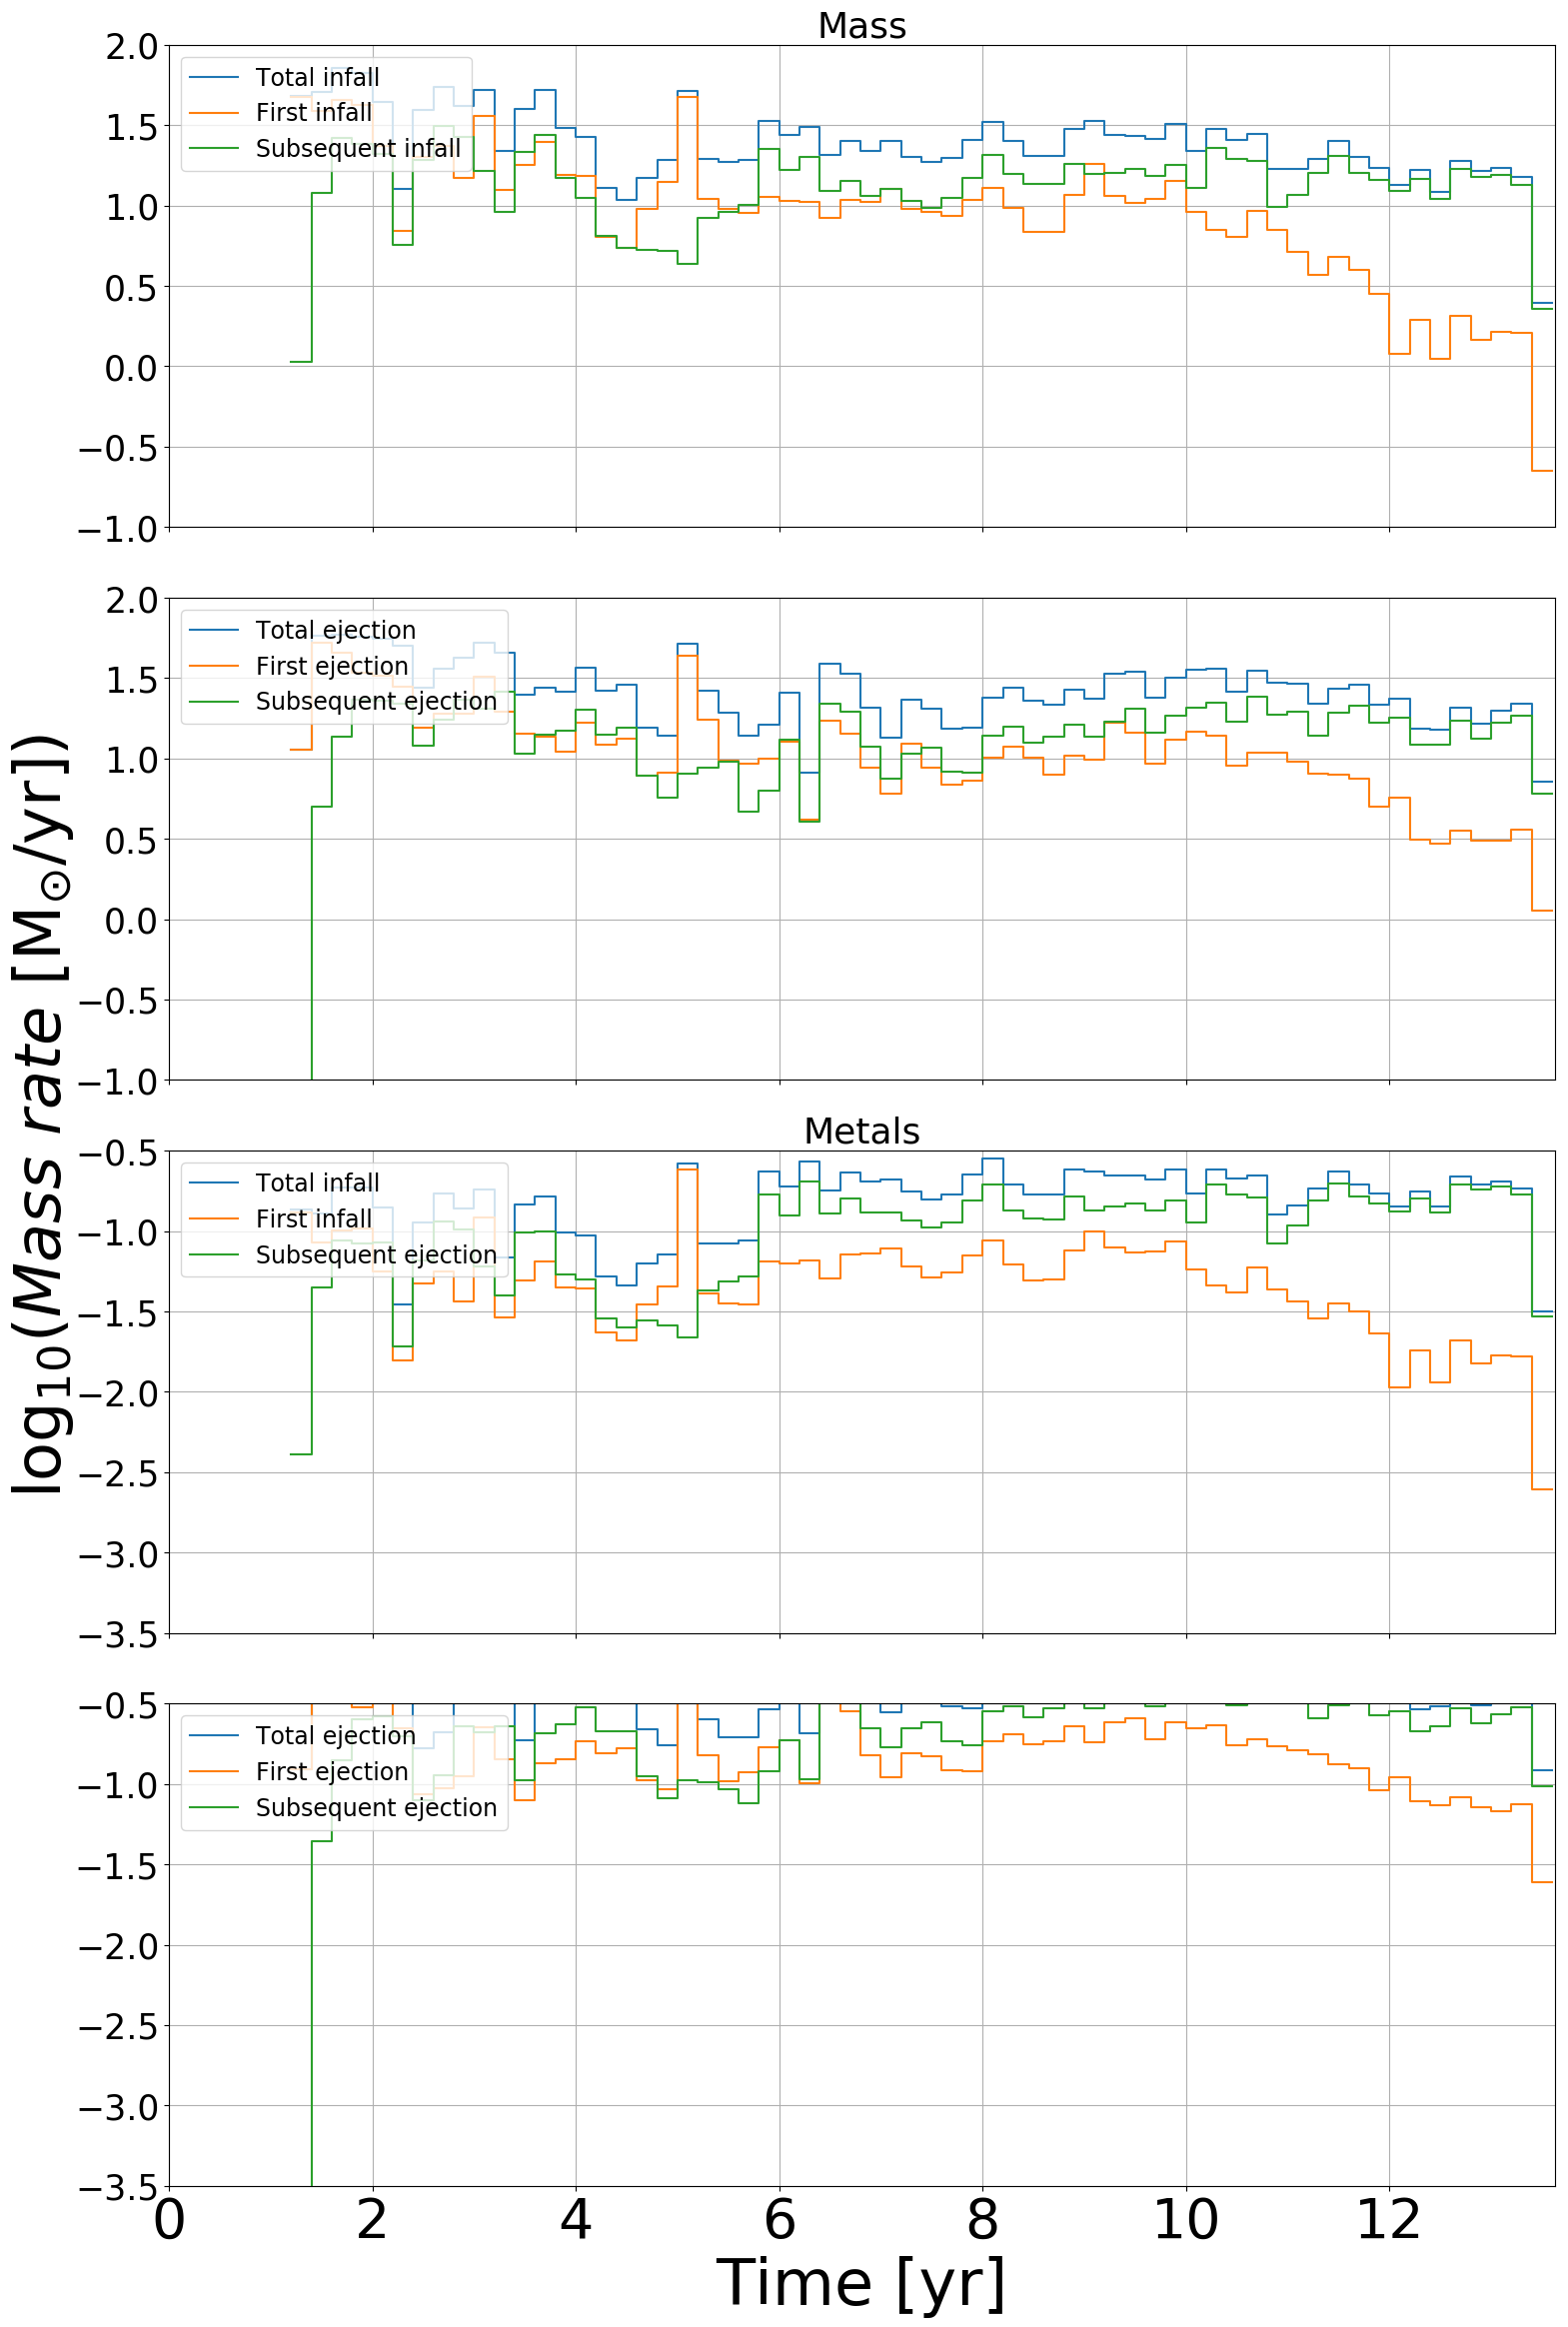 Mass
2.0
1.5
1.0
0.5
0.0
−0.5
−1.0
Total infall
First infall
Subsequent infall
2.0
1.5
1.0
0.5
0.0
−0.5
−1.0
Total ejection
First ejection
Subsequent ejection
log₁₀(Mass rate [M⊙/yr])
Metals
−0.5
−1.0
−1.5
−2.0
−2.5
−3.0
−3.5
Total infall
First infall
Subsequent ejection
−0.5
−1.0
−1.5
−2.0
−2.5
−3.0
−3.5
Total ejection
First ejection
Subsequent ejection
0 2 4 6 8 10 12
Time [yr]